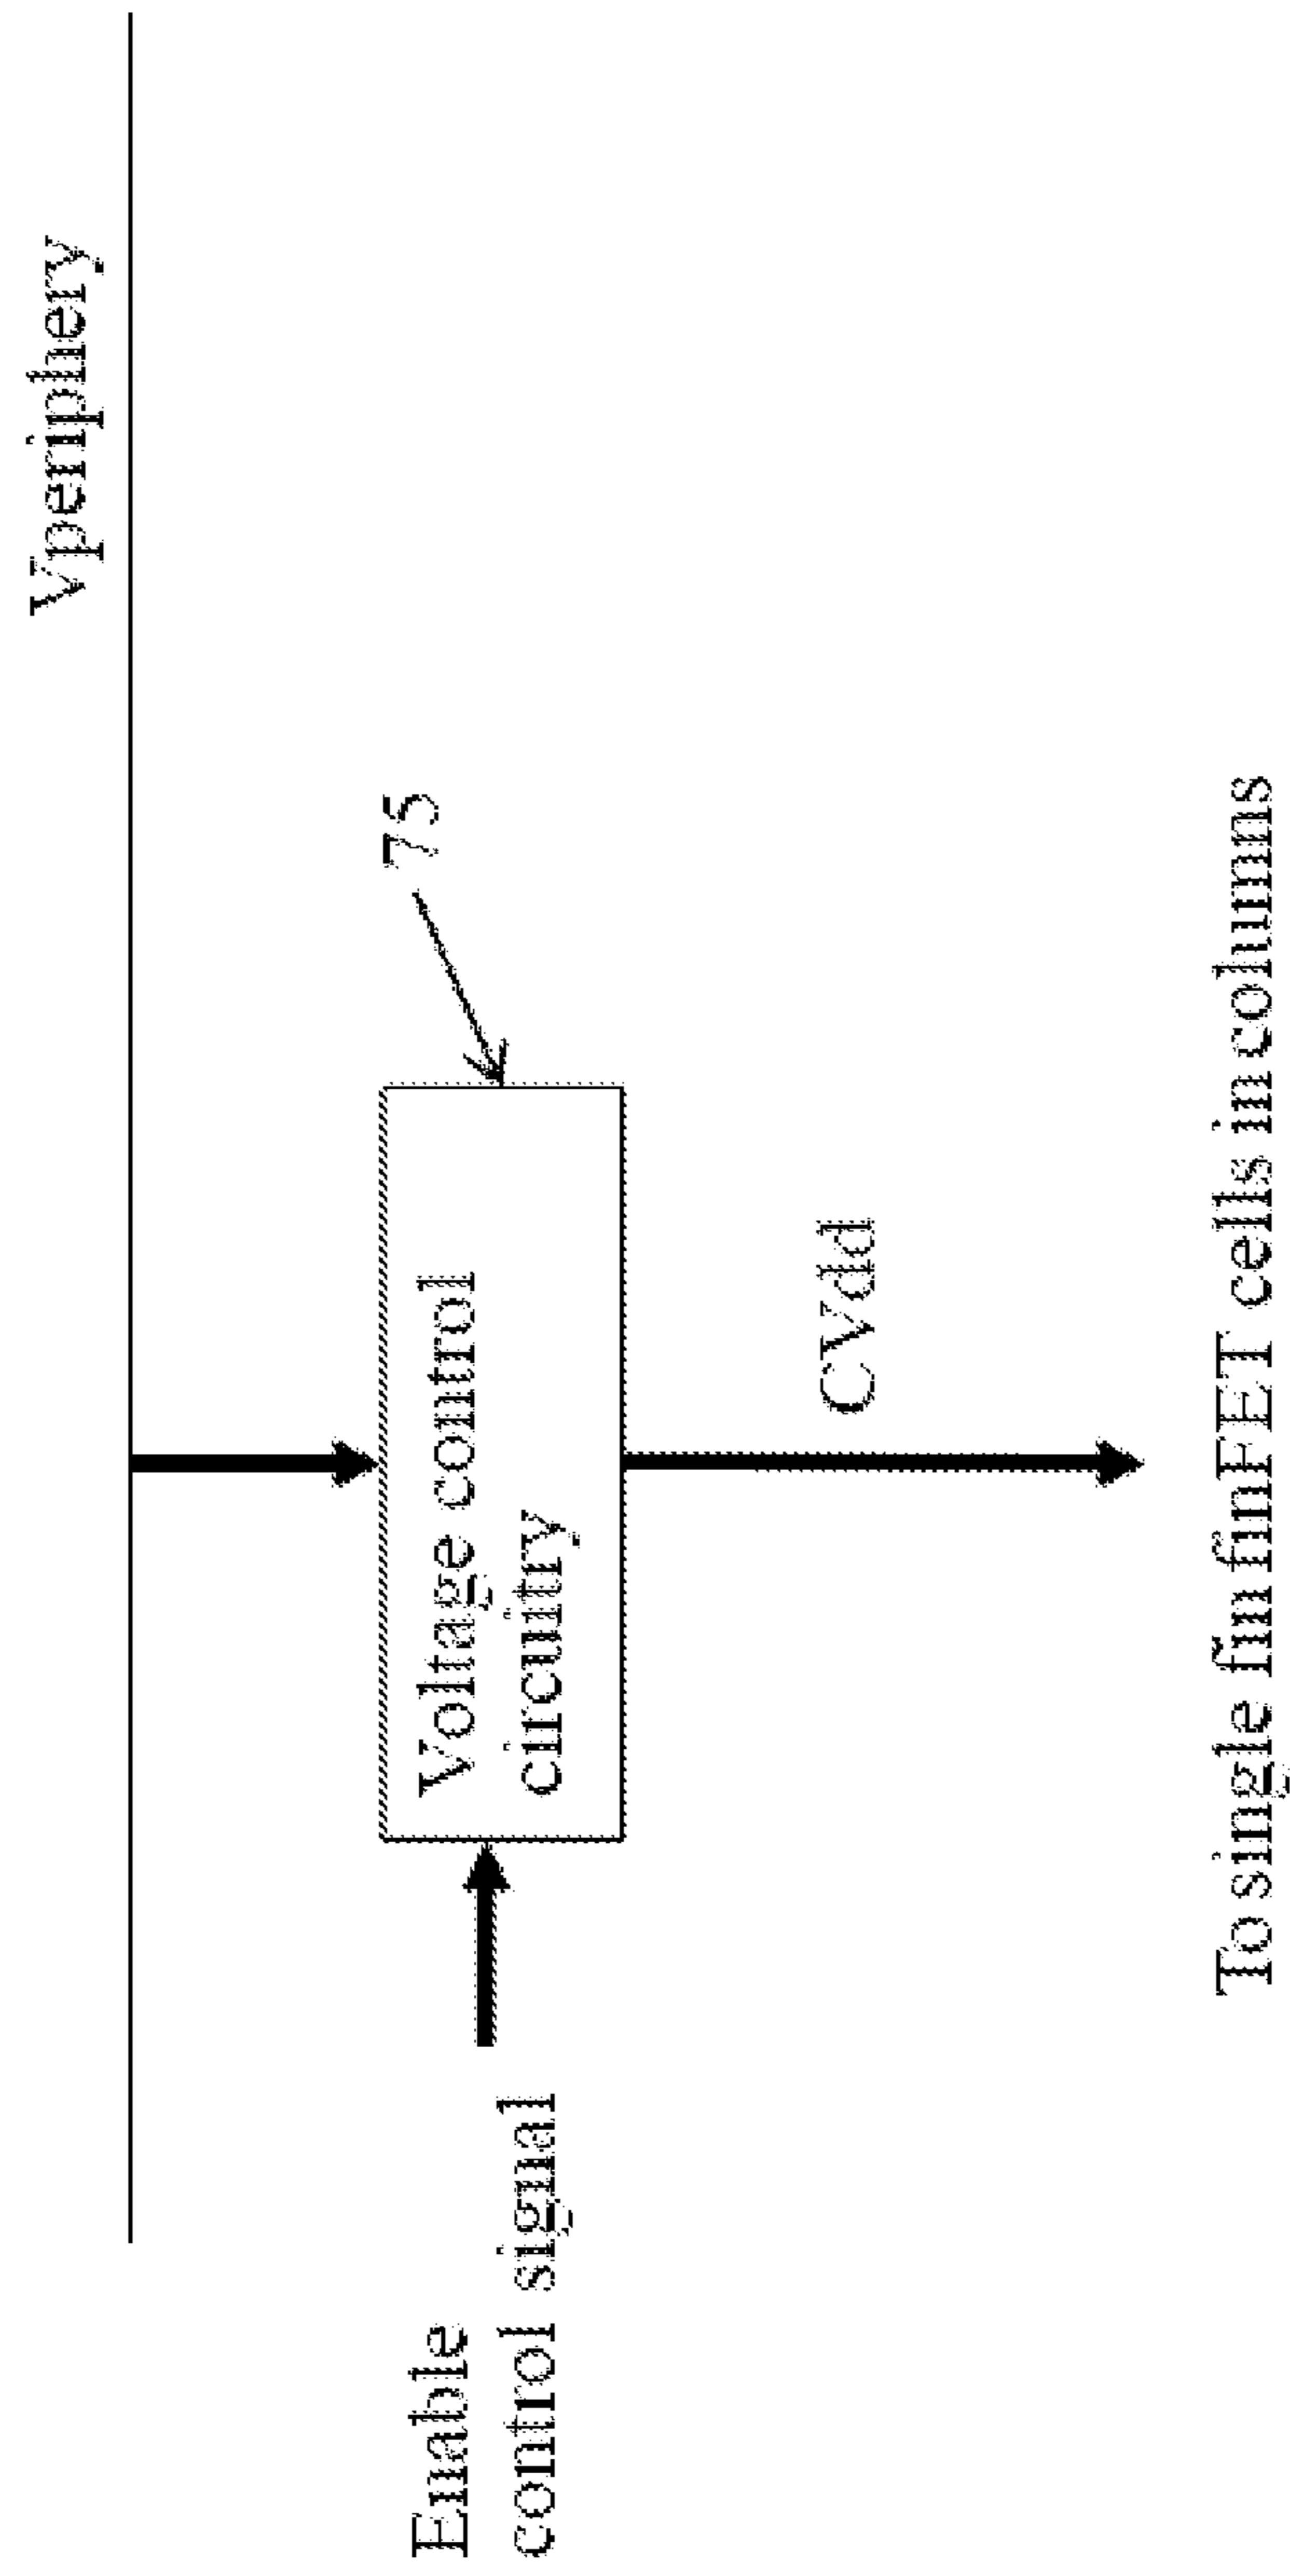 Vperiphery
75
Voltage control
circuitry
Enable
control signal
CVdd
To single fin finFET cells in columns